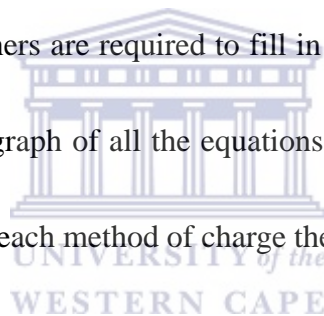 ners are required to fill in
graph of all the equations
each method of charge the
UNIVERSITY of the
WESTERN CAPE